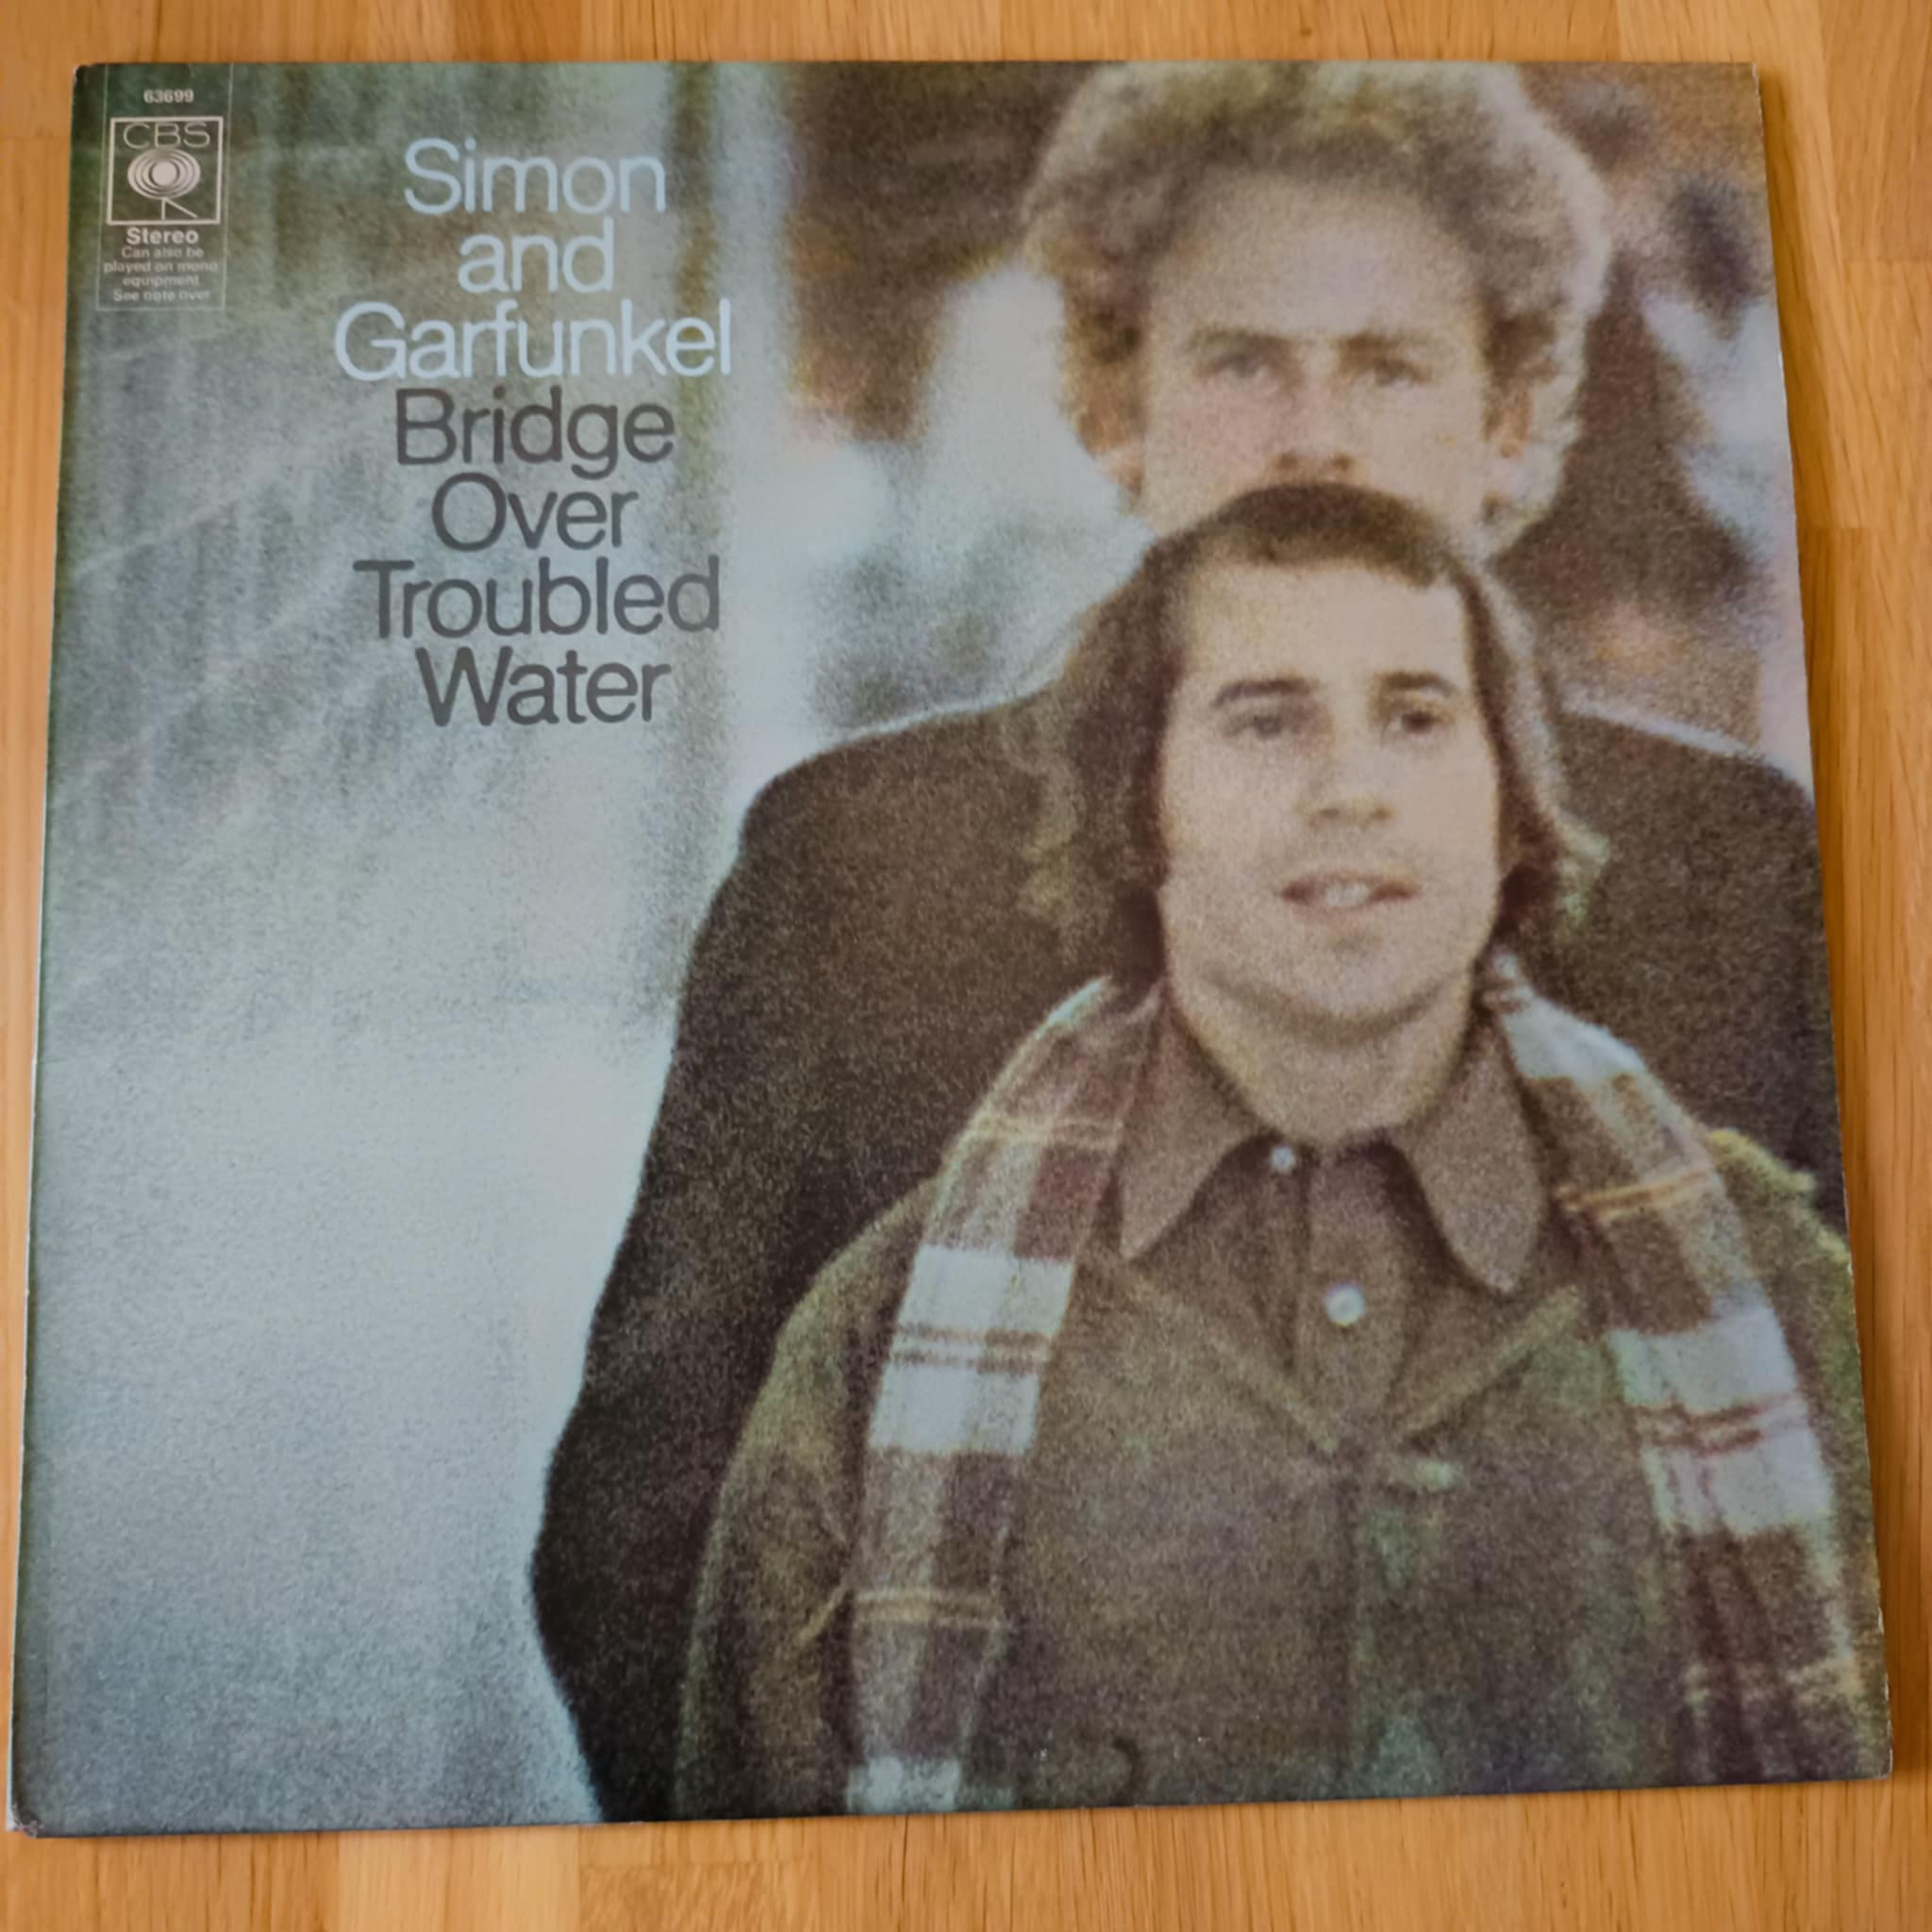 63699
CBS
Stereo
Can also be
played on mono
equipment
See note over
Simon
and
Garfunkel
Bridge
Over
Troubled
Water